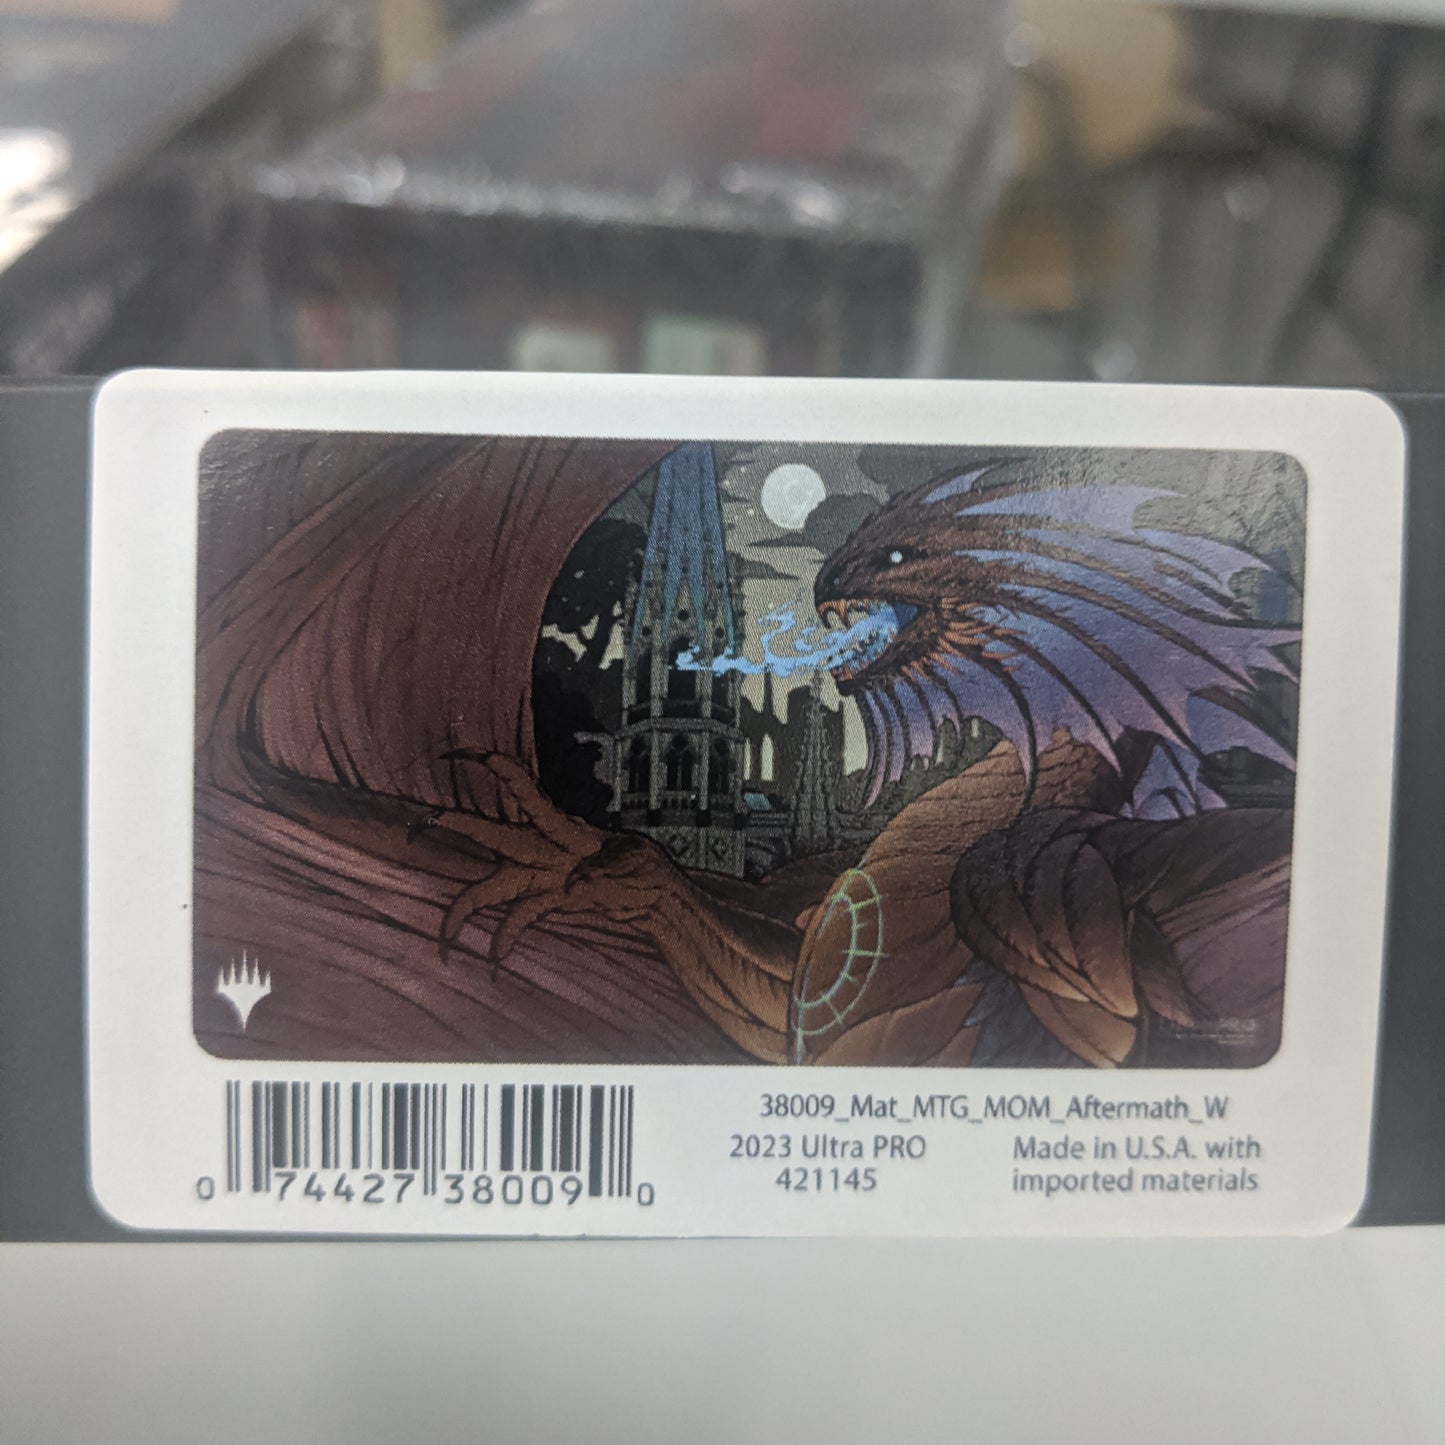 38009_Mat_MTG_MOM_Aftermath_W
2023 Ultra PRO
421145
Made in U.S.A. with
imported materials
0 74427 38009 0